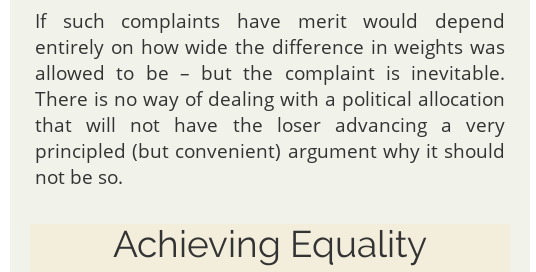 If such complaints have merit would depend
entirely on how wide the difference in weights was
allowed to be – but the complaint is inevitable.
There is no way of dealing with a political allocation
that will not have the loser advancing a very
principled (but convenient) argument why it should
not be so.
Achieving Equality